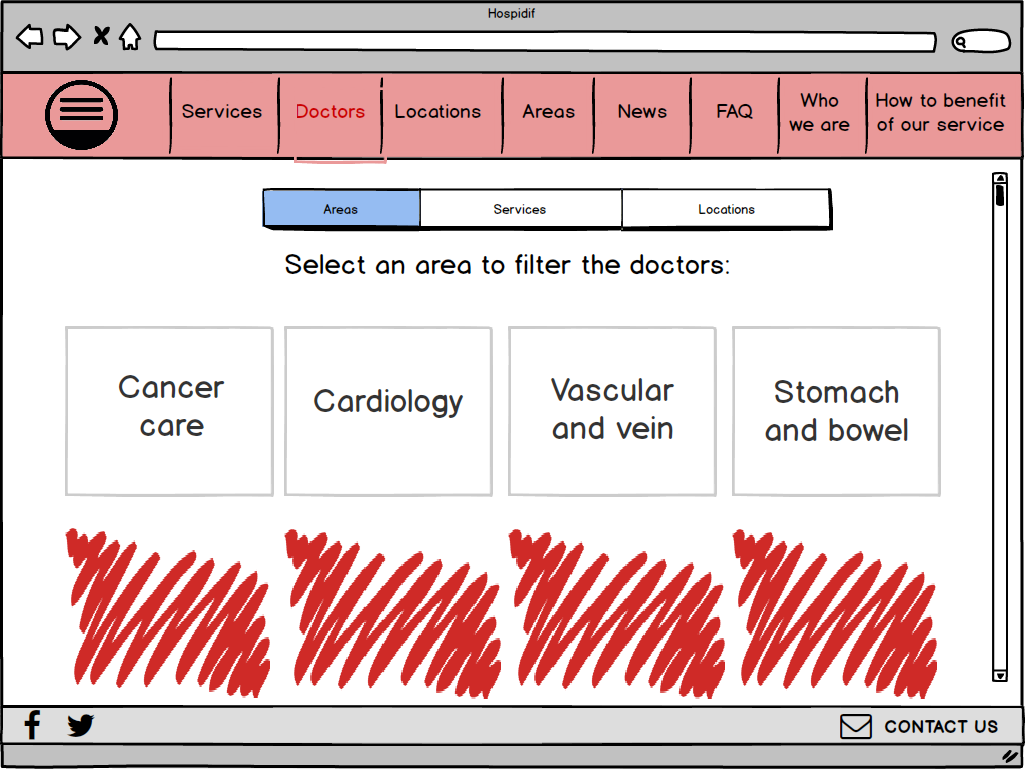 Hospidif
Services
Doctors
Locations
Areas
News
FAQ
Who
we are
How to benefit
of our service
Areas
Services
Locations
Select an area to filter the doctors:
Cancer
care
Cardiology
Vascular
and vein
Stomach
and bowel
CONTACT US